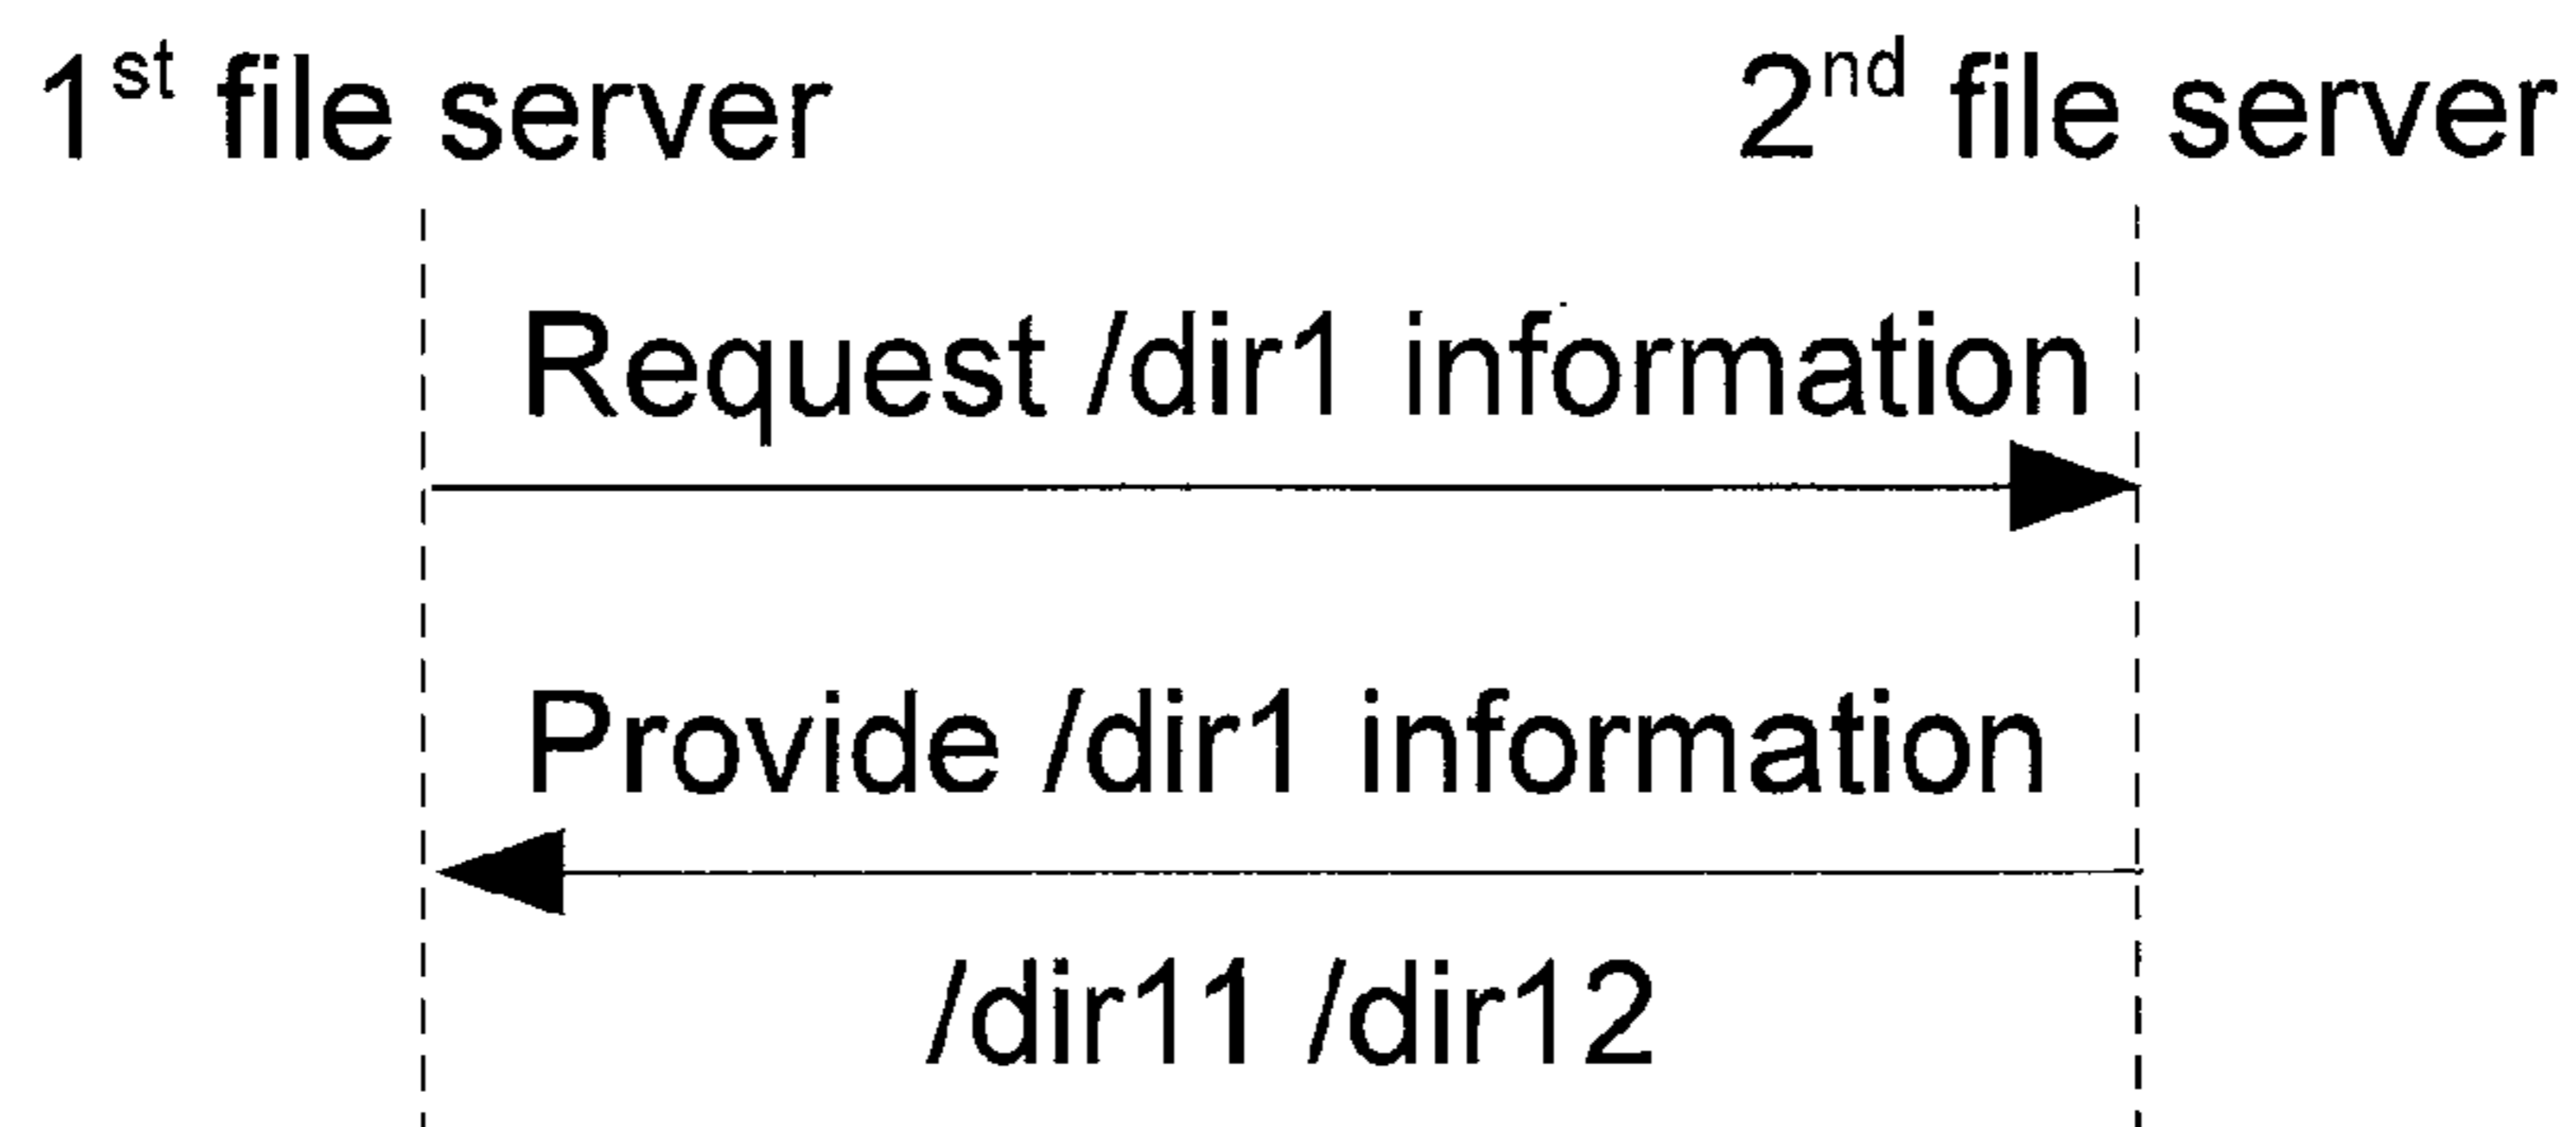 1st file server 2nd file server
Request /dir1 information
Provide /dir1 information
/dir11 /dir12